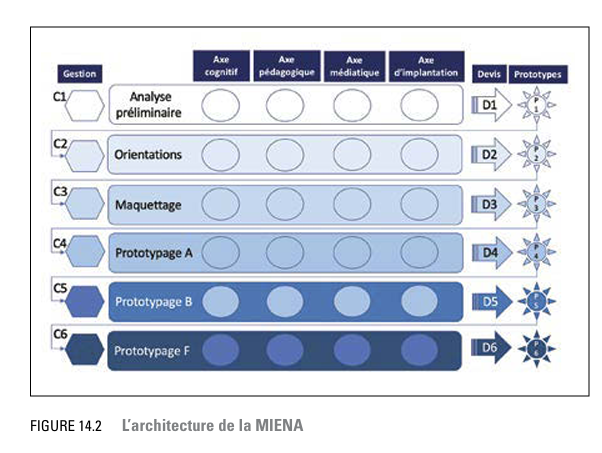 Gestion
Axe
cognitif
Axe
pédagogique
Axe
médiatique
Axe
d'implantation
Devis
Prototypes
C1
Analyse
préliminaire
D1
P
1
C2
Orientations
D2
P
2
C3
Maquettage
D3
P
3
C4
Prototypage A
D4
P
4
C5
Prototypage B
D5
P
5
C6
Prototypage F
D6
P
6
FIGURE 14.2 L'architecture de la MIENA